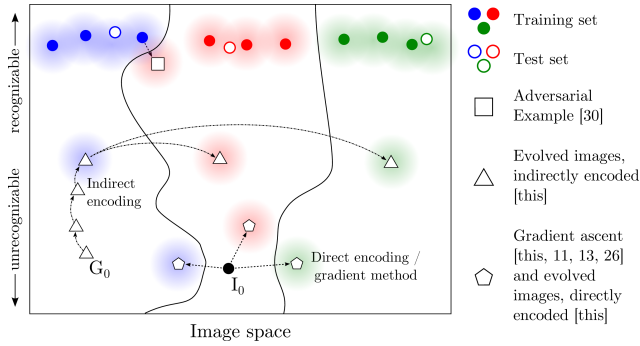 recognizable
unrecognizable
Indirect
encoding
G0
I0
Direct encoding /
gradient method
Image space
Training set
Test set
Adversarial
Example [30]
Evolved images,
indirectly encoded
[this]
Gradient ascent
[this, 11, 13, 26]
and evolved
images, directly
encoded [this]